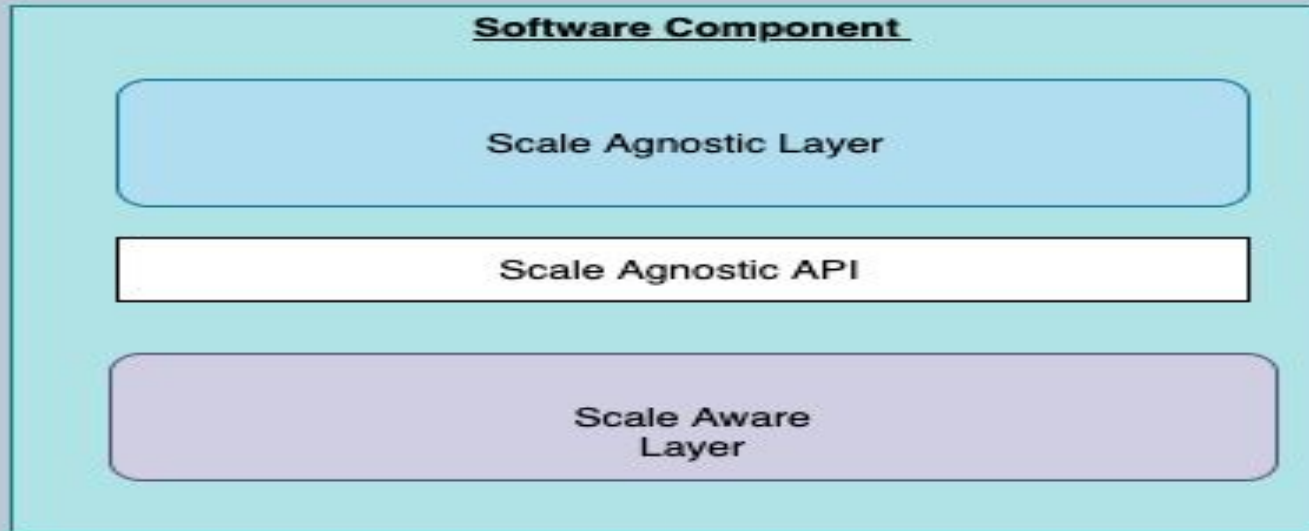 Software Component
Scale Agnostic Layer
Scale Agnostic API
Scale Aware
Layer